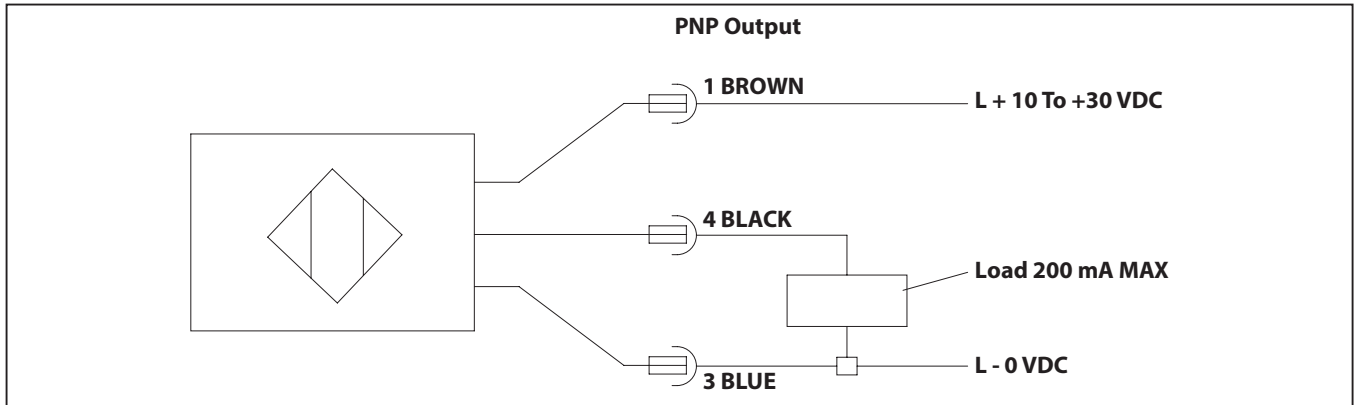 PNP Output
1 BROWN
L + 10 To +30 VDC
4 BLACK
Load 200 mA MAX
L - 0 VDC
3 BLUE